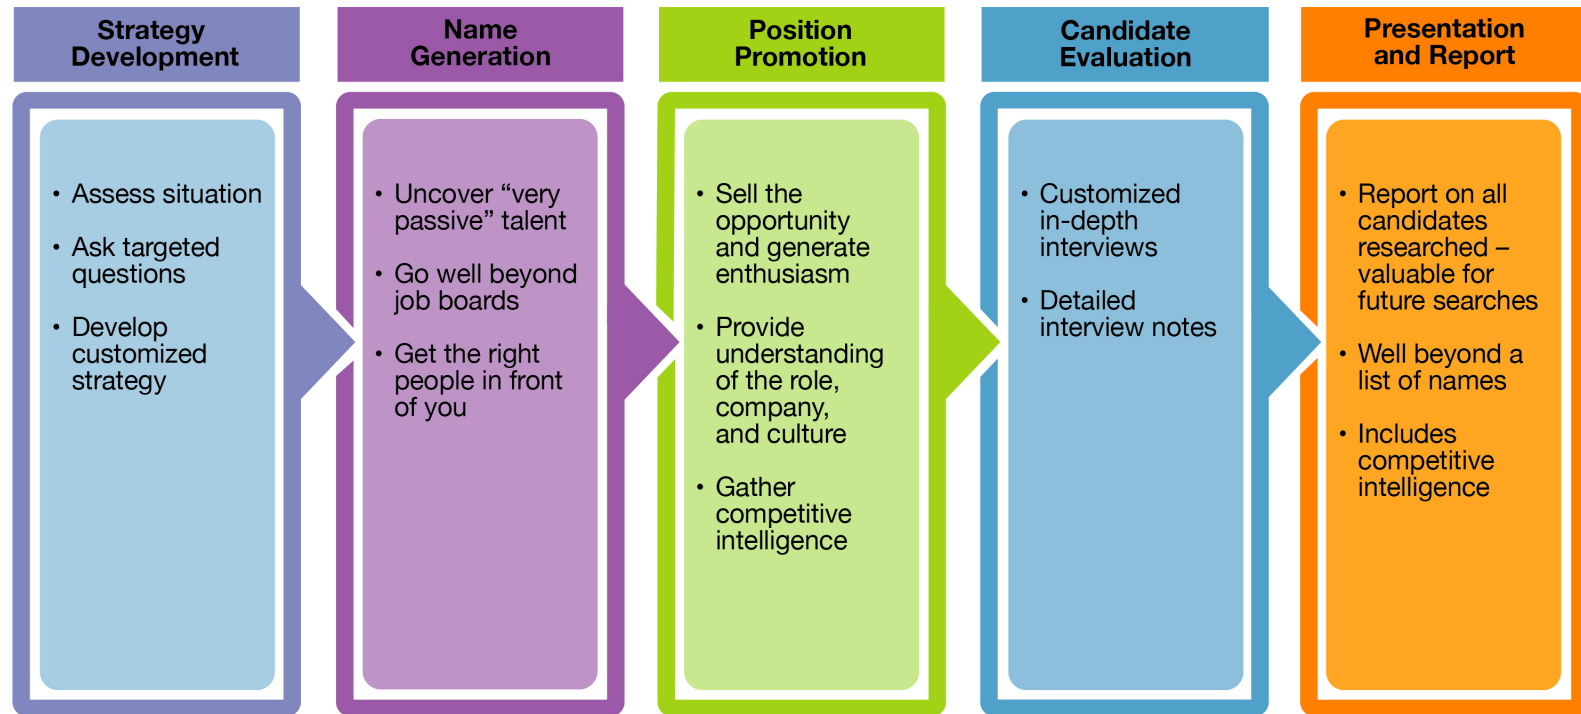 Strategy
Development
• Assess situation
• Ask targeted
questions
• Develop
customized
strategy
Name
Generation
• Uncover “very
passive” talent
• Go well beyond
job boards
• Get the right
people in front
of you
Position
Promotion
• Sell the
opportunity
and generate
enthusiasm
• Provide
understanding
of the role,
company,
and culture
• Gather
competitive
intelligence
Candidate
Evaluation
• Customized
in-depth
interviews
• Detailed
interview notes
Presentation
and Report
• Report on all
candidates
researched –
valuable for
future searches
• Well beyond a
list of names
• Includes
competitive
intelligence